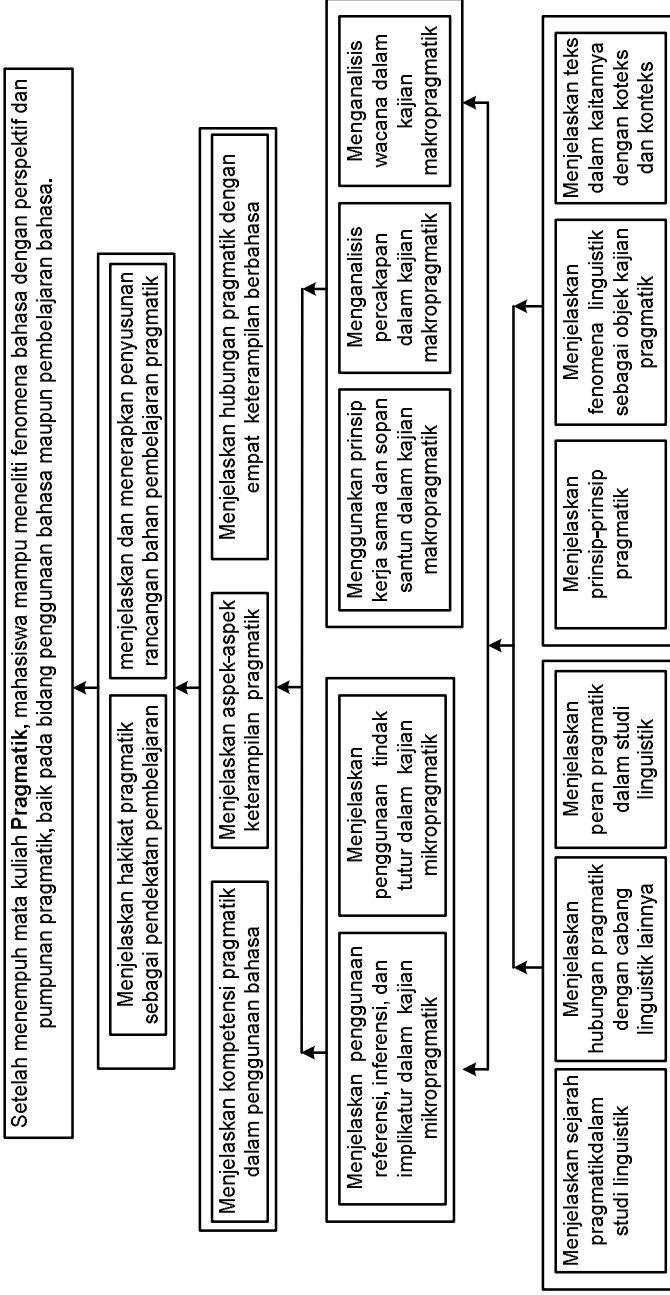 Setelah menempuh mata kuliah Pragmatik, mahasiswa mampu meneliti fenomena bahasa dengan perspektif dan
pumpunan pragmatik, baik pada bidang penggunaan bahasa maupun pembelajaran bahasa.
Menjelaskan hakikat pragmatik
sebagai pendekatan pembelajaran
menjelaskan dan menerapkan penyusunan
rancangan bahan pembelajaran pragmatik
Menjelaskan kompetensi pragmatik
dalam penggunaan bahasa
Menjelaskan aspek-aspek
keterampilan pragmatik
Menjelaskan hubungan pragmatik dengan
empat keterampilan berbahasa
Menjelaskan penggunaan
referensi, inferensi, dan
implikatur dalam kajian
mikropragmatik
Menjelaskan
penggunaan tindak
tutur dalam kajian
mikropragmatik
Menggunakan prinsip
kerja sama dan sopan
santun dalam kajian
makropragmatik
Menganalisis
percakapan
dalam kajian
makropragmatik
Menganalisis
wacana dalam
kajian
makropragmatik
Menjelaskan sejarah
pragmatikdalam
studi linguistik
Menjelaskan
hubungan pragmatik
dengan cabang
linguistik lainnya
Menjelaskan
peran pragmatik
dalam studi
linguistik
Menjelaskan
prinsip-prinsip
pragmatik
Menjelaskan
fenomena linguistik
sebagai objek kajian
pragmatik
Menjelaskan teks
dalam kaitannya
dengan koteks
dan konteks